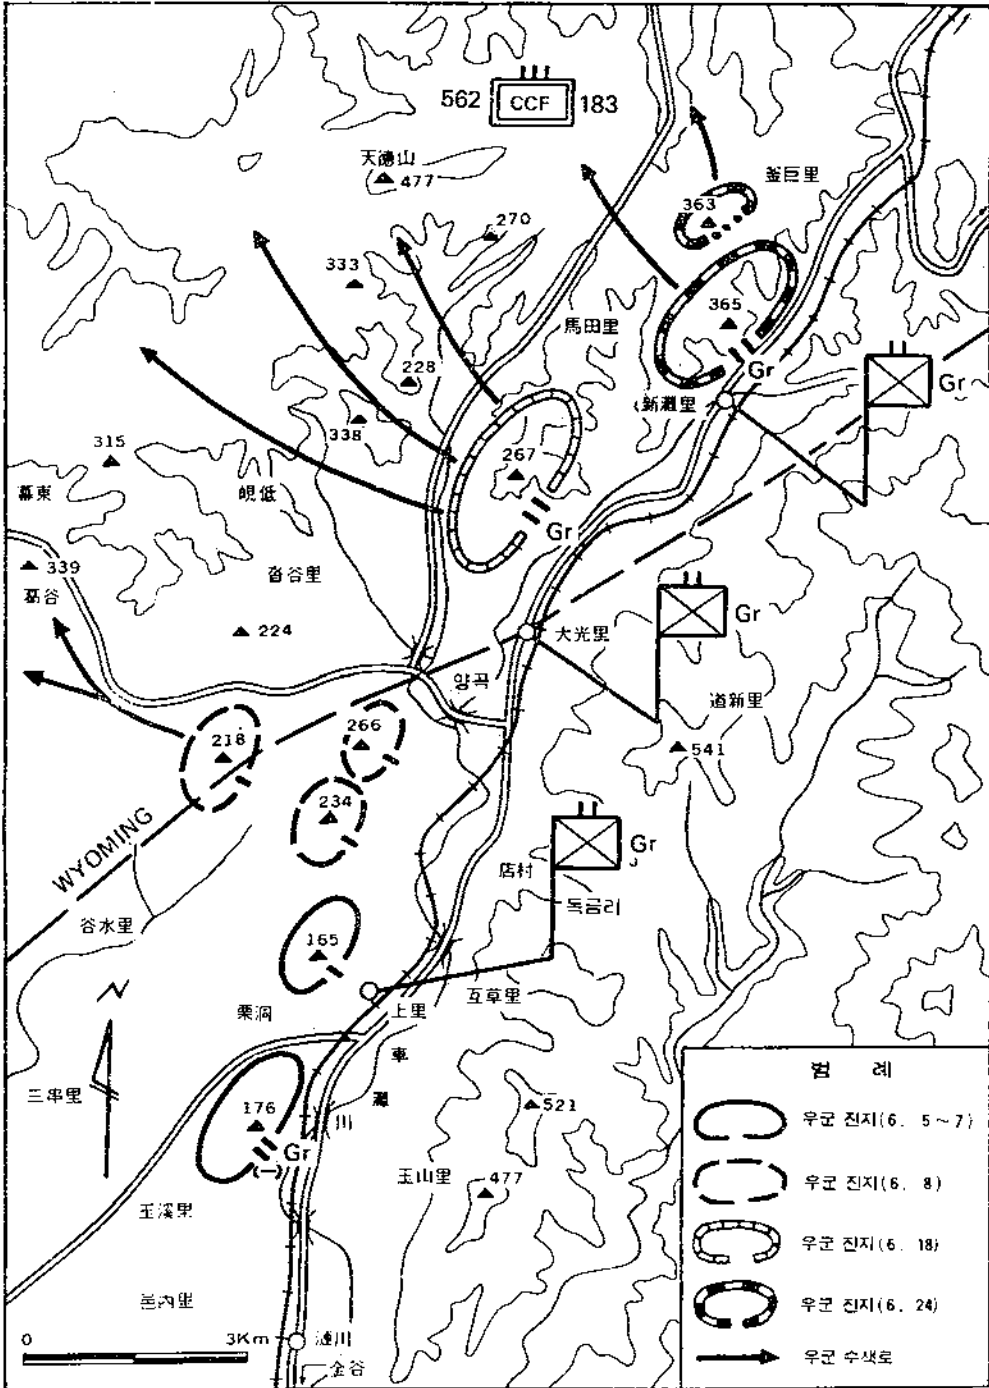 562 CCF 183
天德山
477
釜巨里
363
270
333
365
馬田里
228
Gr
Gr
新灘里
338
315
267
幕東
峴低
Gr
339
葛谷
沓谷里
224
大光里
Gr
양곡
道新里
218
266
541
234
WYOMING
Gr
店村
독금리
谷水里
165
栗洞
上里
互草里
車
灘
川
三串里
176
Gr
(一)
521
玉山里
477
玉溪里
邑內里
0
3Km
漣川
金谷
범 례
우군 진지(6. 5~7)
우군 진지(6. 8)
우군 진지(6. 18)
우군 진지(6. 24)
우군 수색로